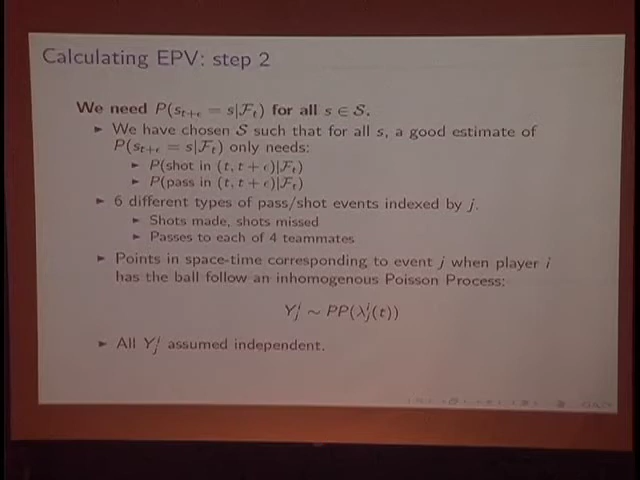 Calculating EPV: step 2
We need P(s_{t+ϵ} = s|ℱ_t) for all s ∈ 𝒮.
► We have chosen 𝒮 such that for all s, a good estimate of
P(s_{t+ϵ} = s|ℱ_t) only needs:
► P(shot in (t, t + ϵ)|ℱ_t)
► P(pass in (t, t + ϵ)|ℱ_t)
► 6 different types of pass/shot events indexed by j.
► Shots made, shots missed
► Passes to each of 4 teammates
► Points in space-time corresponding to event j when player i
has the ball follow an inhomogenous Poisson Process:
Y_j^i ∼ PP(λ_j^i(t))
► All Y_j^i assumed independent.